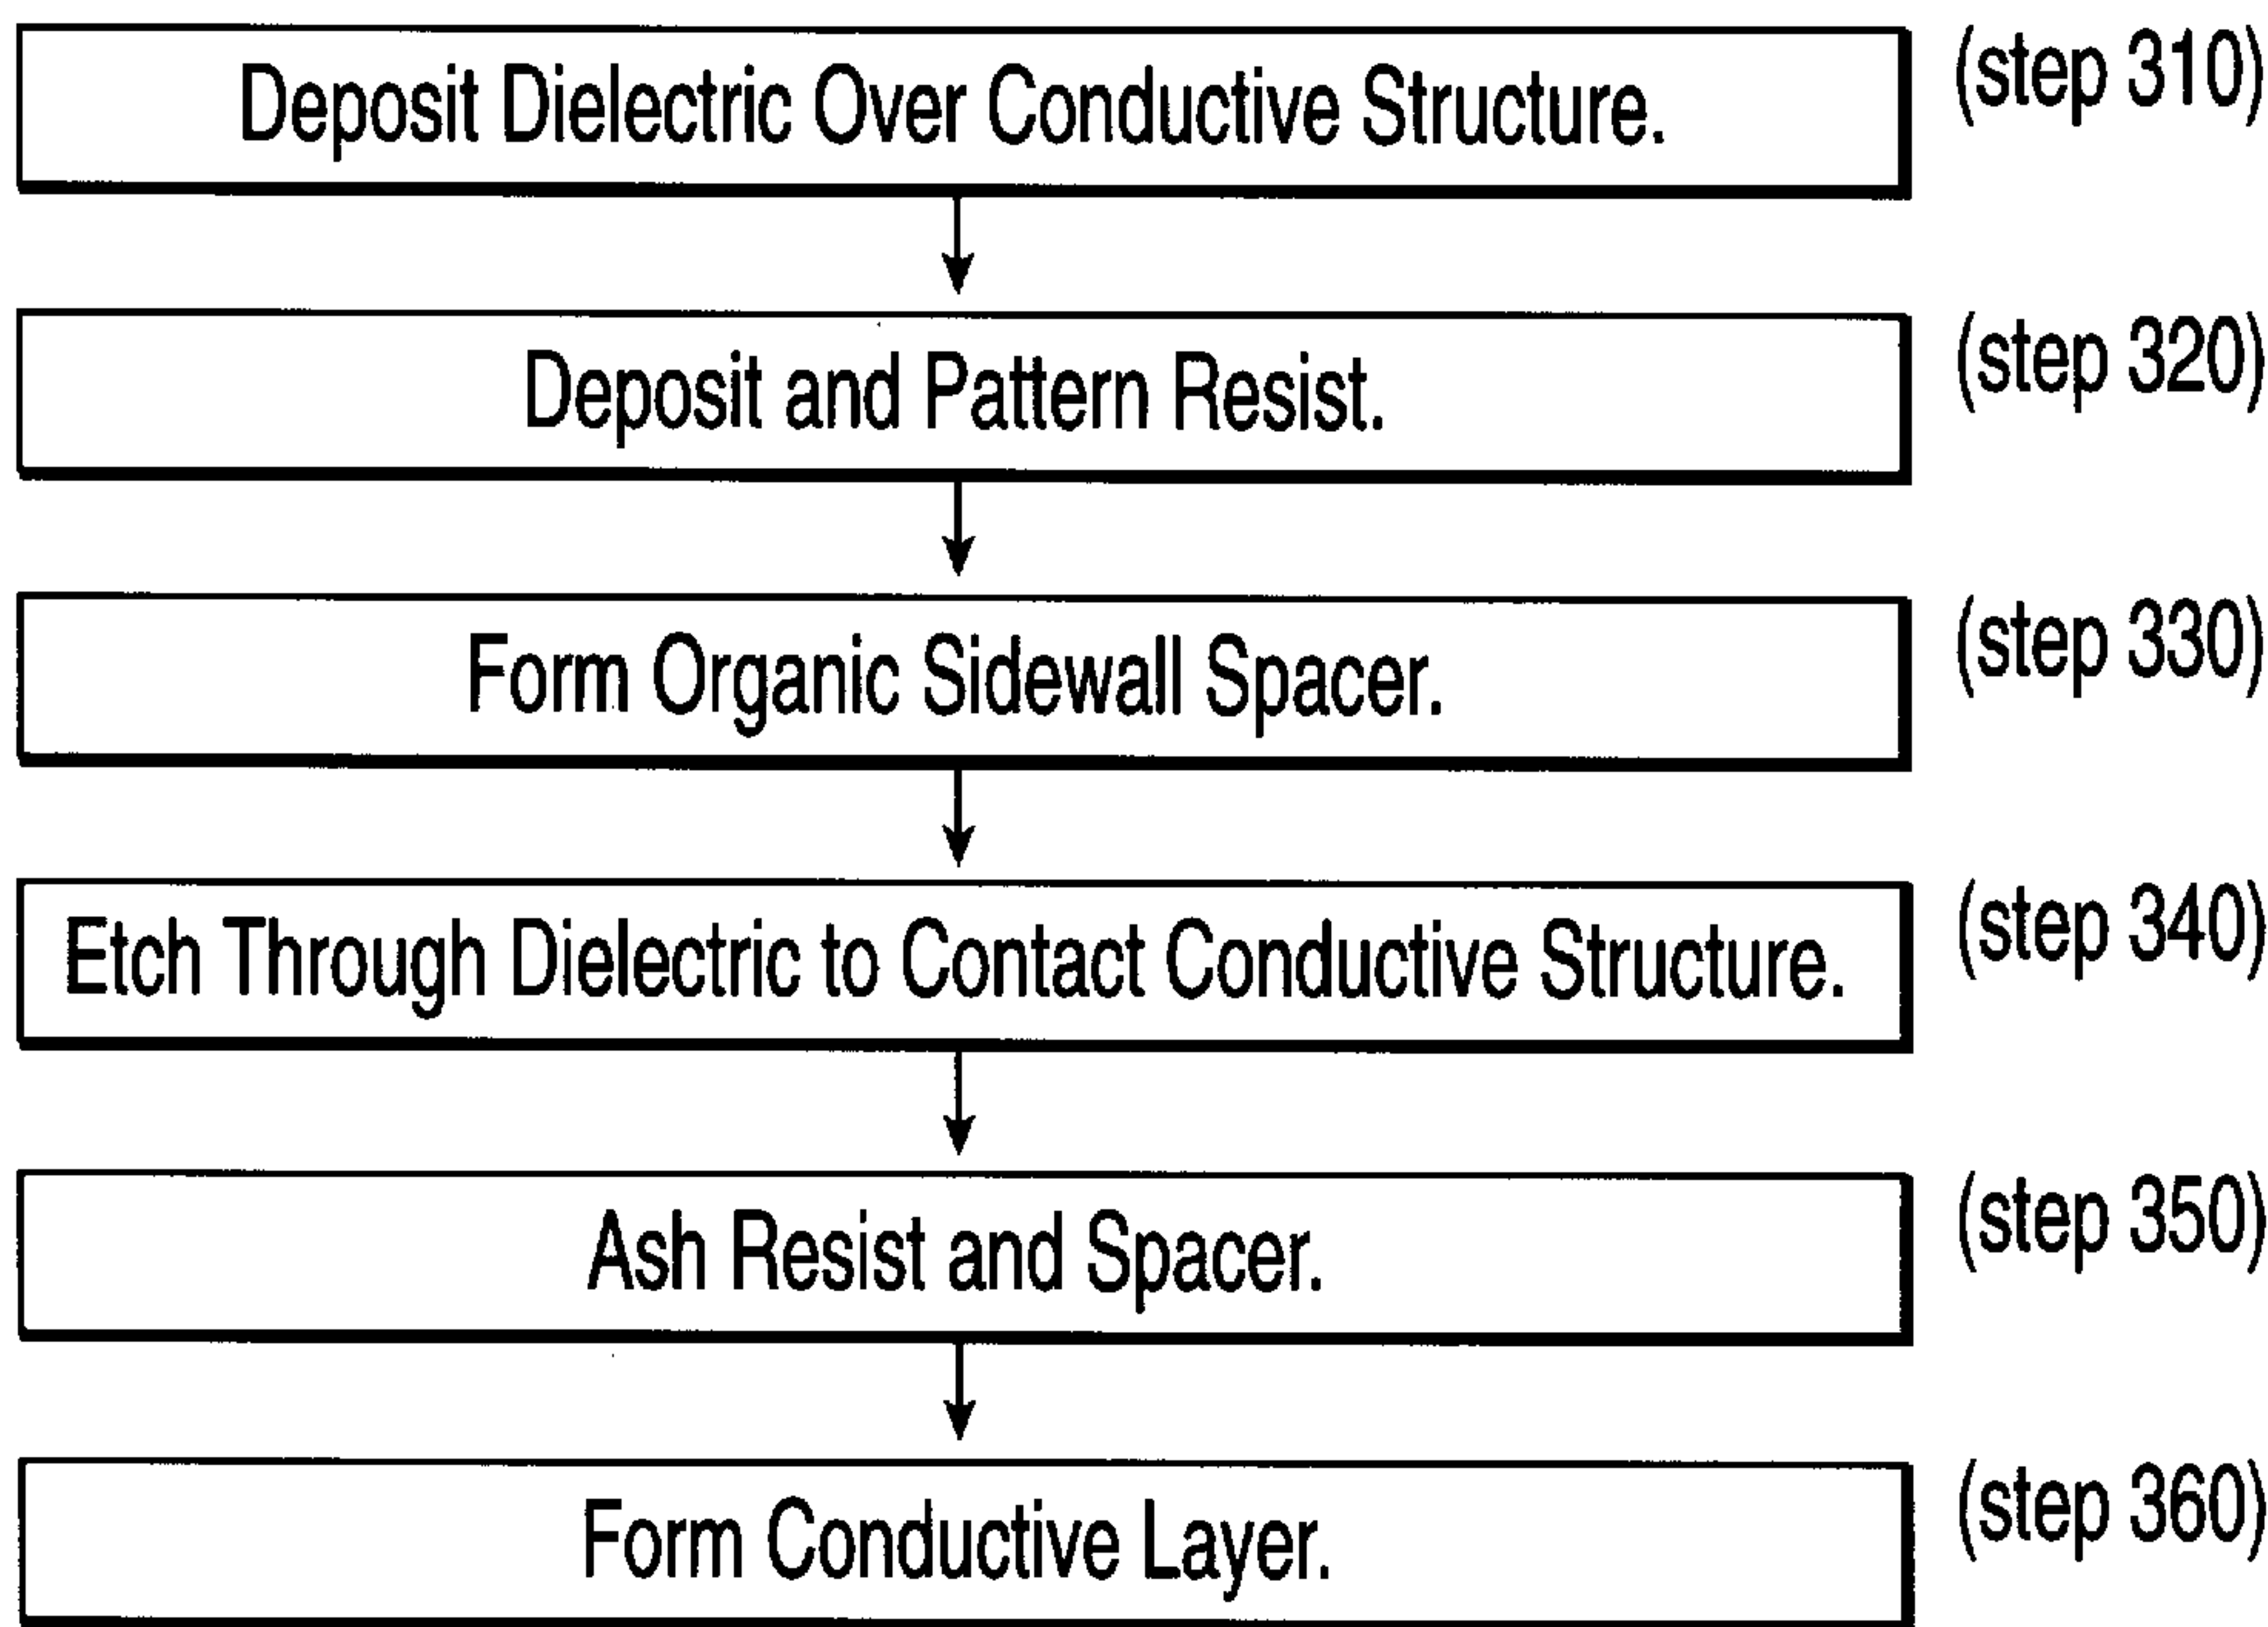 Deposit Dielectric Over Conductive Structure. (step 310)
Deposit and Pattern Resist. (step 320)
Form Organic Sidewall Spacer. (step 330)
Etch Through Dielectric to Contact Conductive Structure. (step 340)
Ash Resist and Spacer. (step 350)
Form Conductive Layer. (step 360)